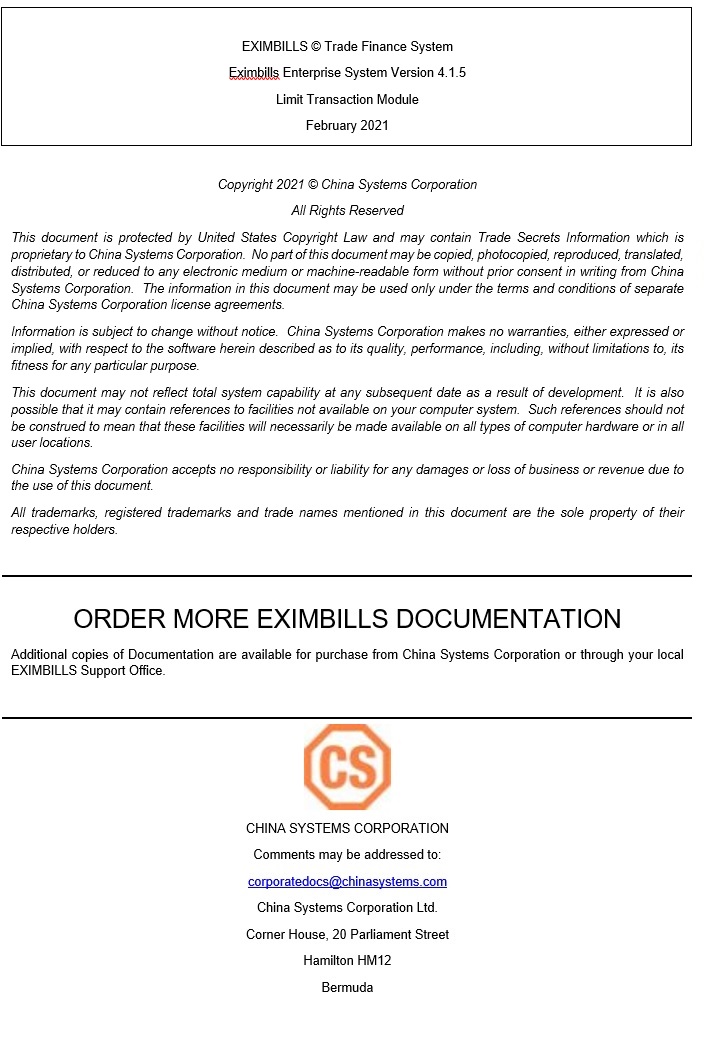 EXIMBILLS © Trade Finance System
Eximbills Enterprise System Version 4.1.5
Limit Transaction Module
February 2021
Copyright 2021 © China Systems Corporation
All Rights Reserved
This document is protected by United States Copyright Law and may contain Trade Secrets Information which is
proprietary to China Systems Corporation. No part of this document may be copied, photocopied, reproduced, translated,
distributed, or reduced to any electronic medium or machine-readable form without prior consent in writing from China
Systems Corporation. The information in this document may be used only under the terms and conditions of separate
China Systems Corporation license agreements.
Information is subject to change without notice. China Systems Corporation makes no warranties, either expressed or
implied, with respect to the software herein described as to its quality, performance, including, without limitations to, its
fitness for any particular purpose.
This document may not reflect total system capability at any subsequent date as a result of development. It is also
possible that it may contain references to facilities not available on your computer system. Such references should not
be construed to mean that these facilities will necessarily be made available on all types of computer hardware or in all
user locations.
China Systems Corporation accepts no responsibility or liability for any damages or loss of business or revenue due to
the use of this document.
All trademarks, registered trademarks and trade names mentioned in this document are the sole property of their
respective holders.
ORDER MORE EXIMBILLS DOCUMENTATION
Additional copies of Documentation are available for purchase from China Systems Corporation or through your local
EXIMBILLS Support Office.
CS
CHINA SYSTEMS CORPORATION
Comments may be addressed to:
corporatedocs@chinasystems.com
China Systems Corporation Ltd.
Corner House, 20 Parliament Street
Hamilton HM12
Bermuda